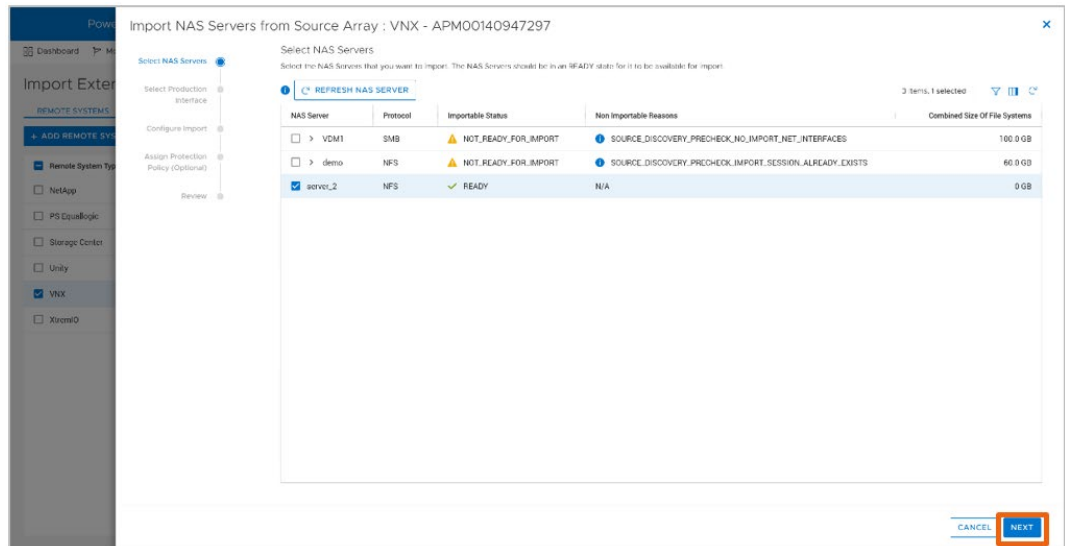 Import NAS Servers from Source Array : VNX - APM00140947297
Dashboard
Import Exter
REMOTE SYSTEMS
+ ADD REMOTE SYS
Remote System Typ
NetApp
PS Equallogic
Storage Center
Unity
VNX
XtremIO
Select NAS Servers
Select Production
Interface
Configure Import
Assign Protection
Policy (Optional)
Review
Select NAS Servers
Select the NAS Servers that you want to import. The NAS Servers should be in an READY state for it to be available for import
REFRESH NAS SERVER
3 items, 1 selected
NAS Server Protocol Importable Status Non Importable Reasons Combined Size Of File Systems
> VDM1 SMB NOT_READY_FOR_IMPORT SOURCE_DISCOVERY_PRECHECK_NO_IMPORT_NET_INTERFACES 100.0 GB
> demo NFS NOT_READY_FOR_IMPORT SOURCE_DISCOVERY_PRECHECK_IMPORT_SESSION_ALREADY_EXISTS 60.0 GB
server_2 NFS READY N/A 0 GB
CANCEL NEXT